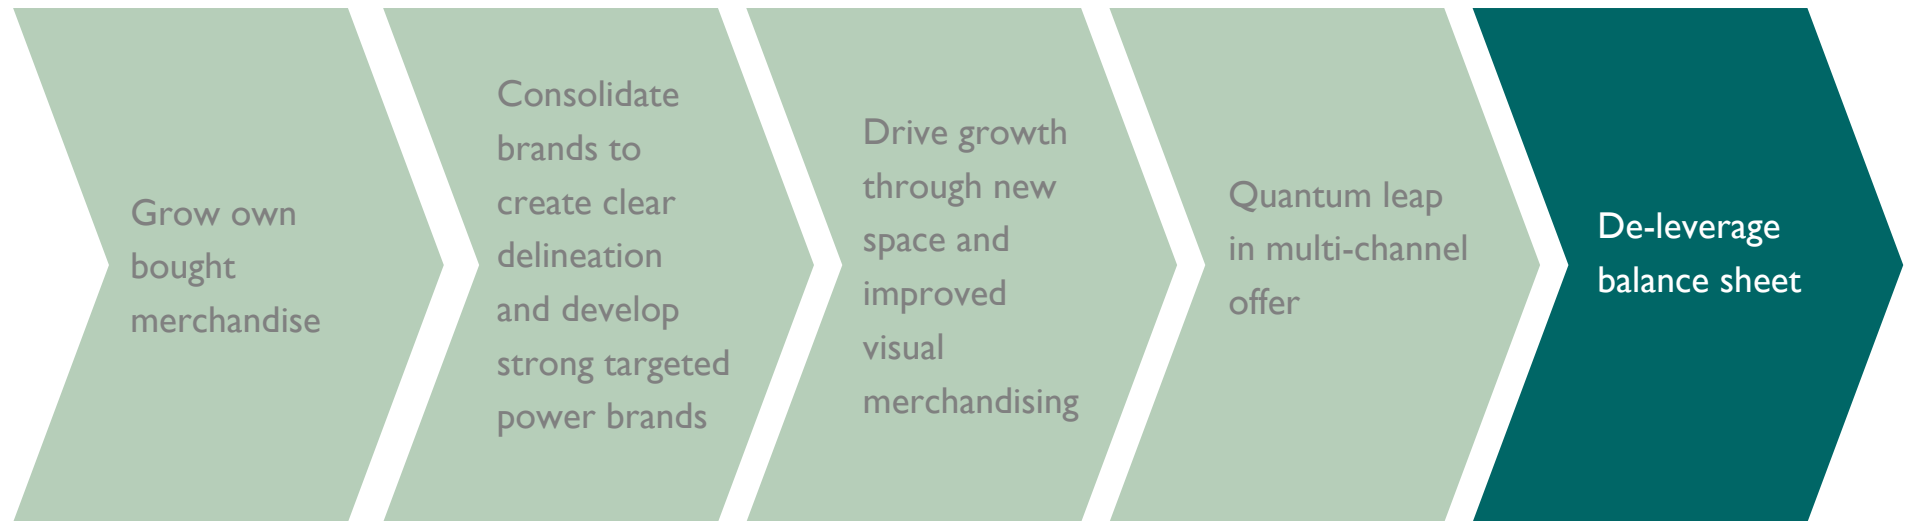 Grow own
bought
merchandise
Consolidate
brands to
create clear
delineation
and develop
strong targeted
power brands
Drive growth
through new
space and
improved
visual
merchandising
Quantum leap
in multi-channel
offer
De-leverage
balance sheet